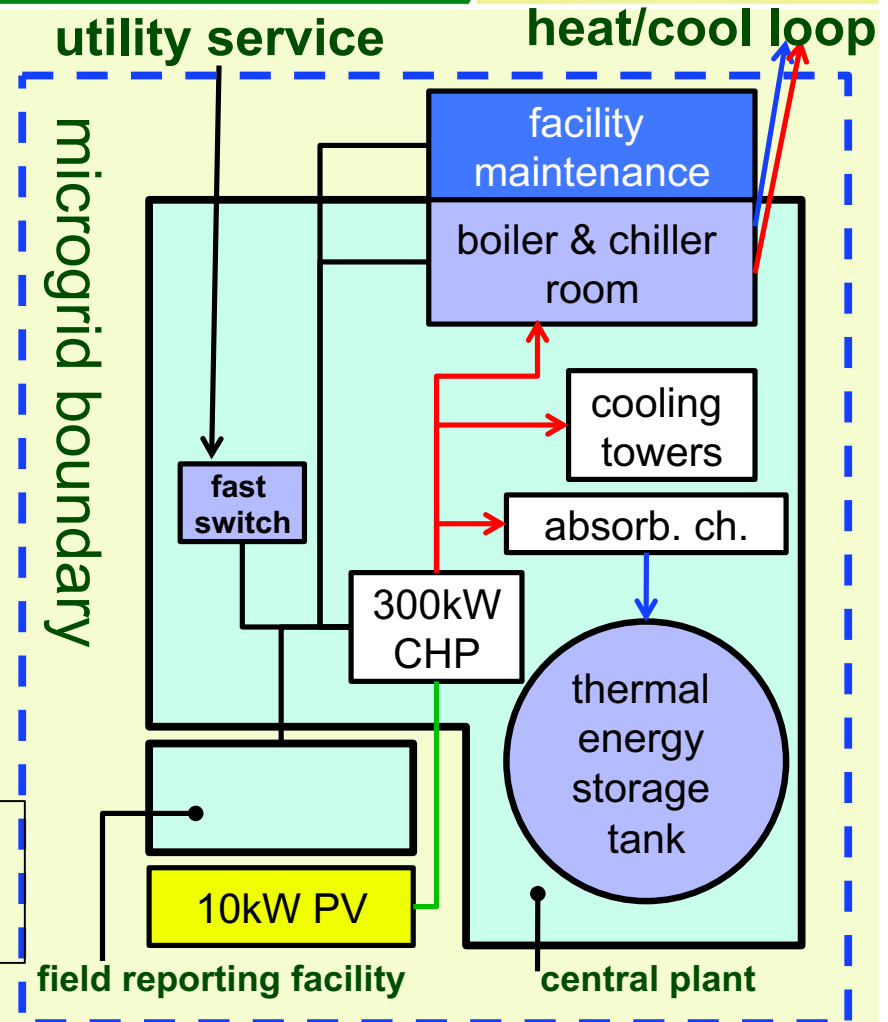 utility service
heat/cool loop
microgrid boundary
facility
maintenance
boiler & chiller
room
cooling
towers
fast
switch
absorb. ch.
300kW
CHP
thermal
energy
storage
tank
10kW PV
field reporting facility
central plant